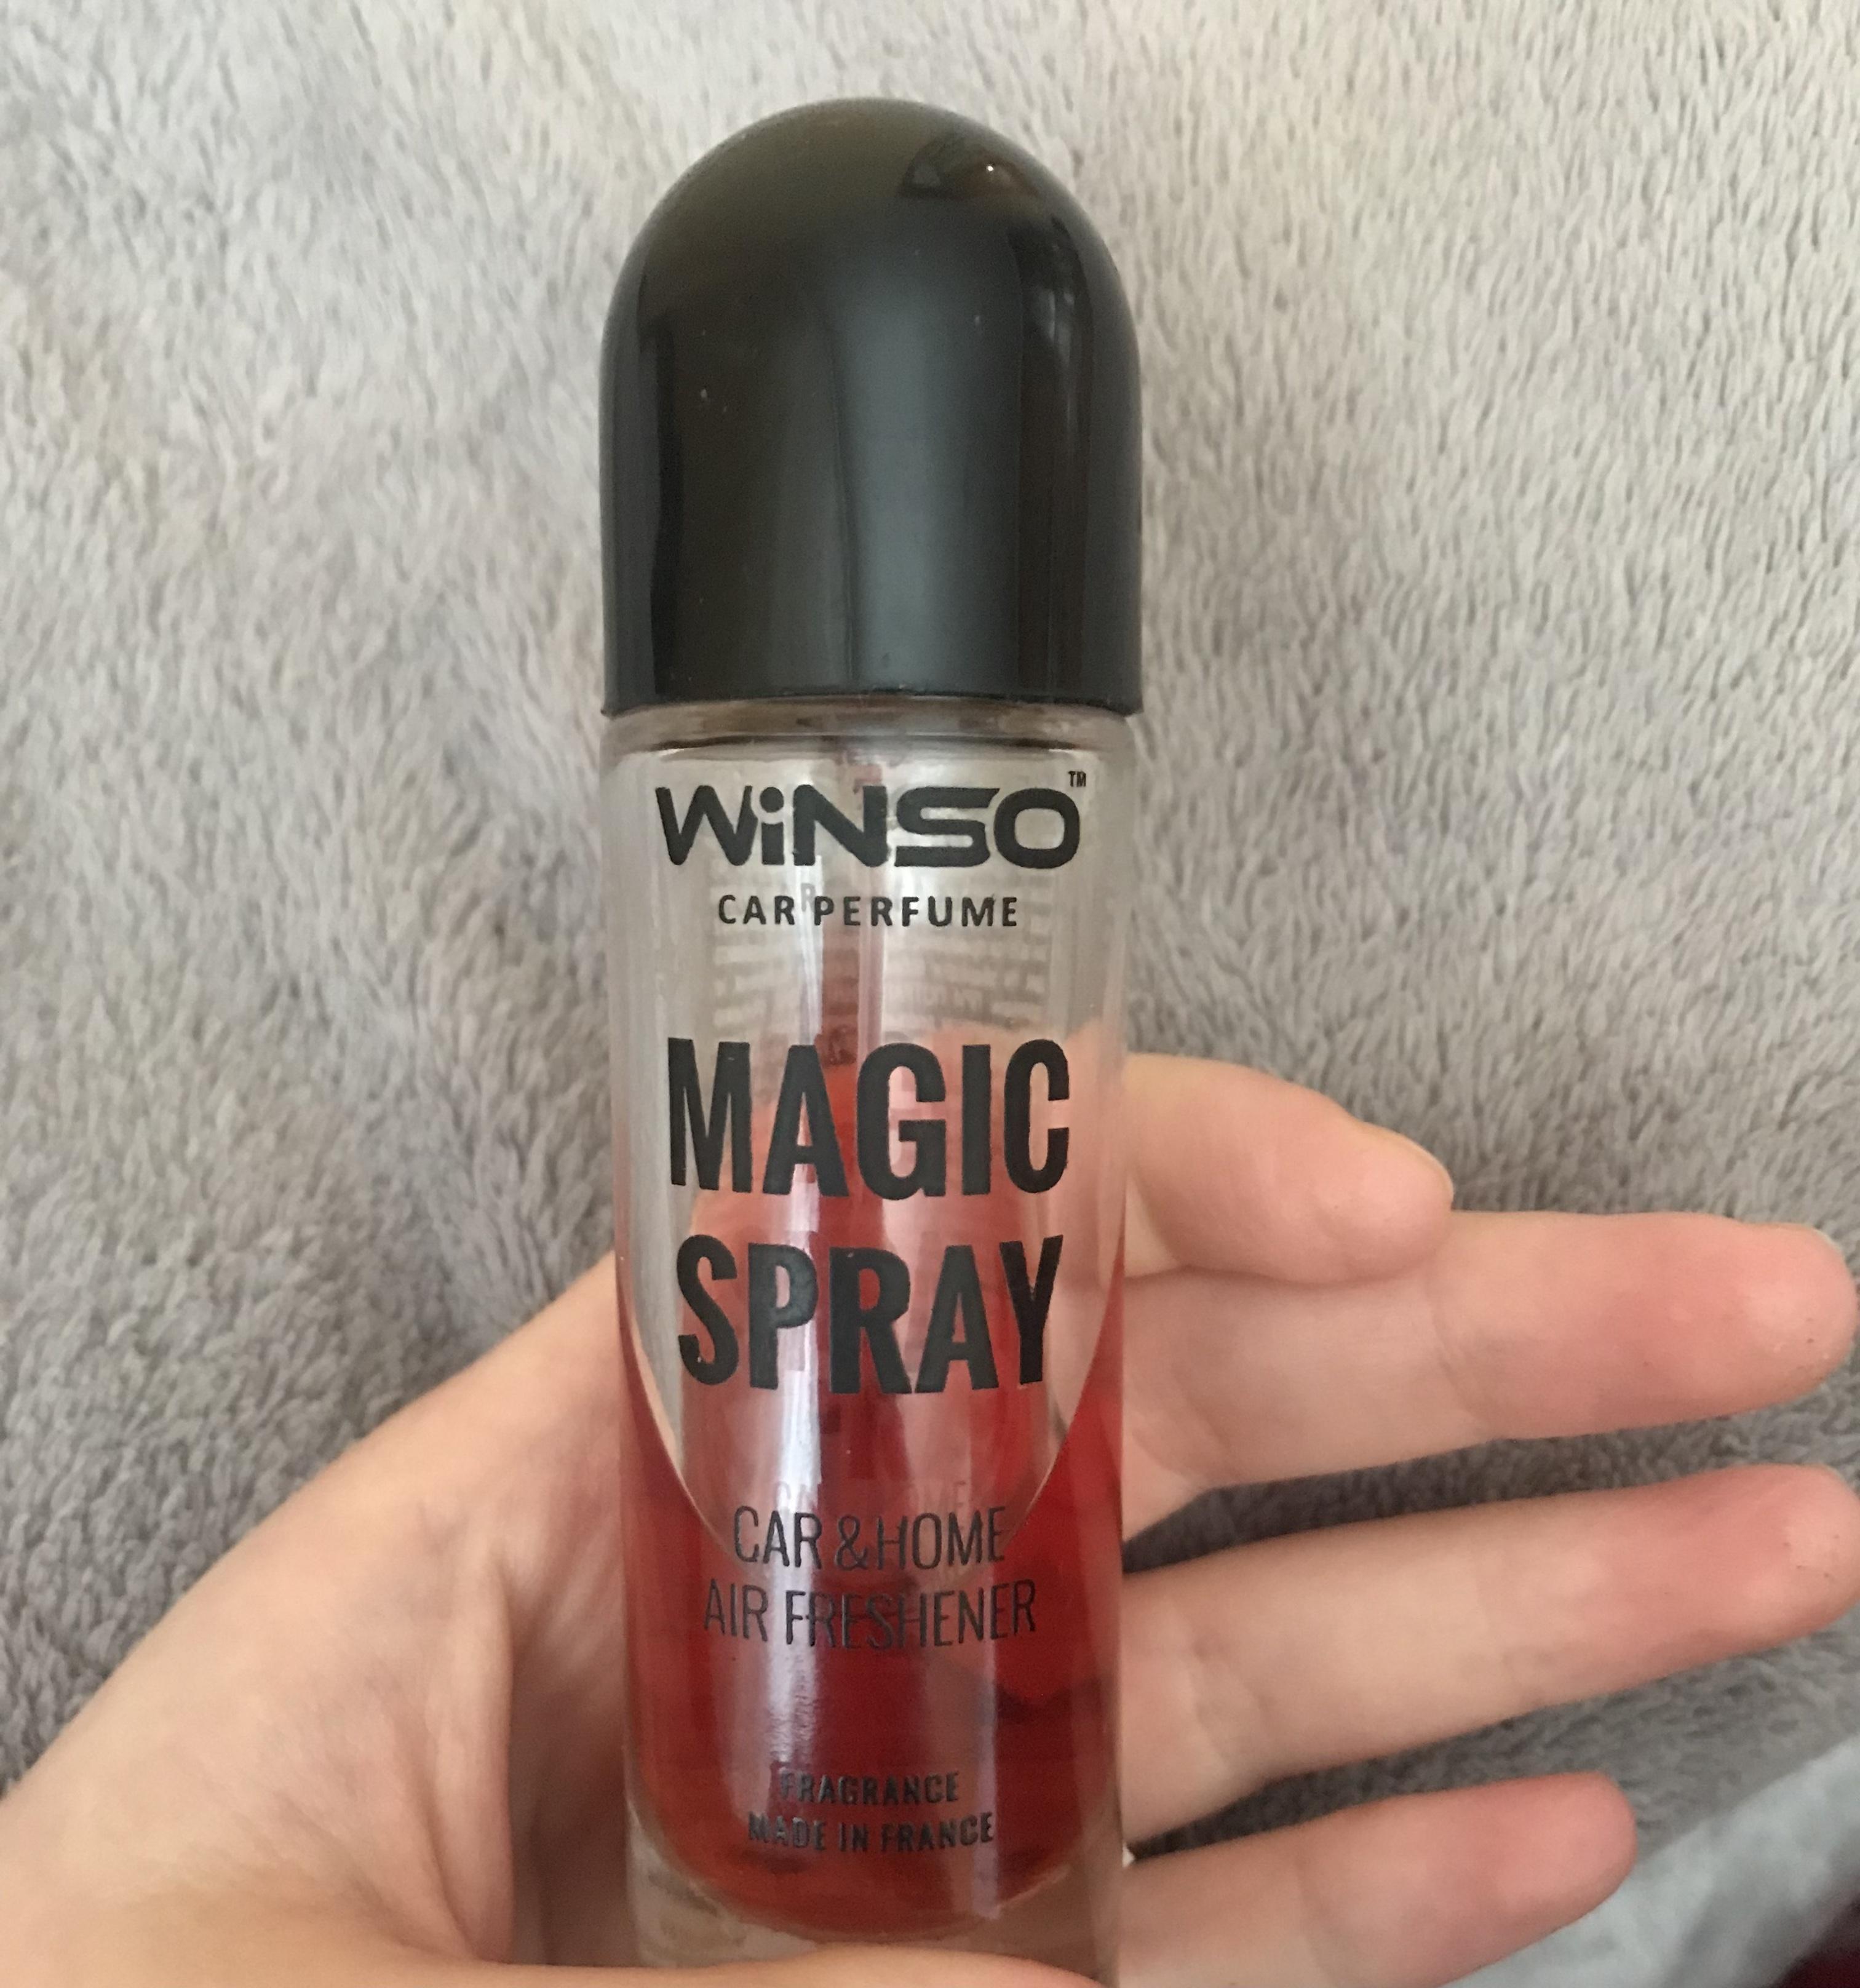 WiNSO™
CAR PERFUME
MAGIC
SPRAY
CAR & HOME
AIR FRESHENER
FRAGRANCE
MADE IN FRANCE